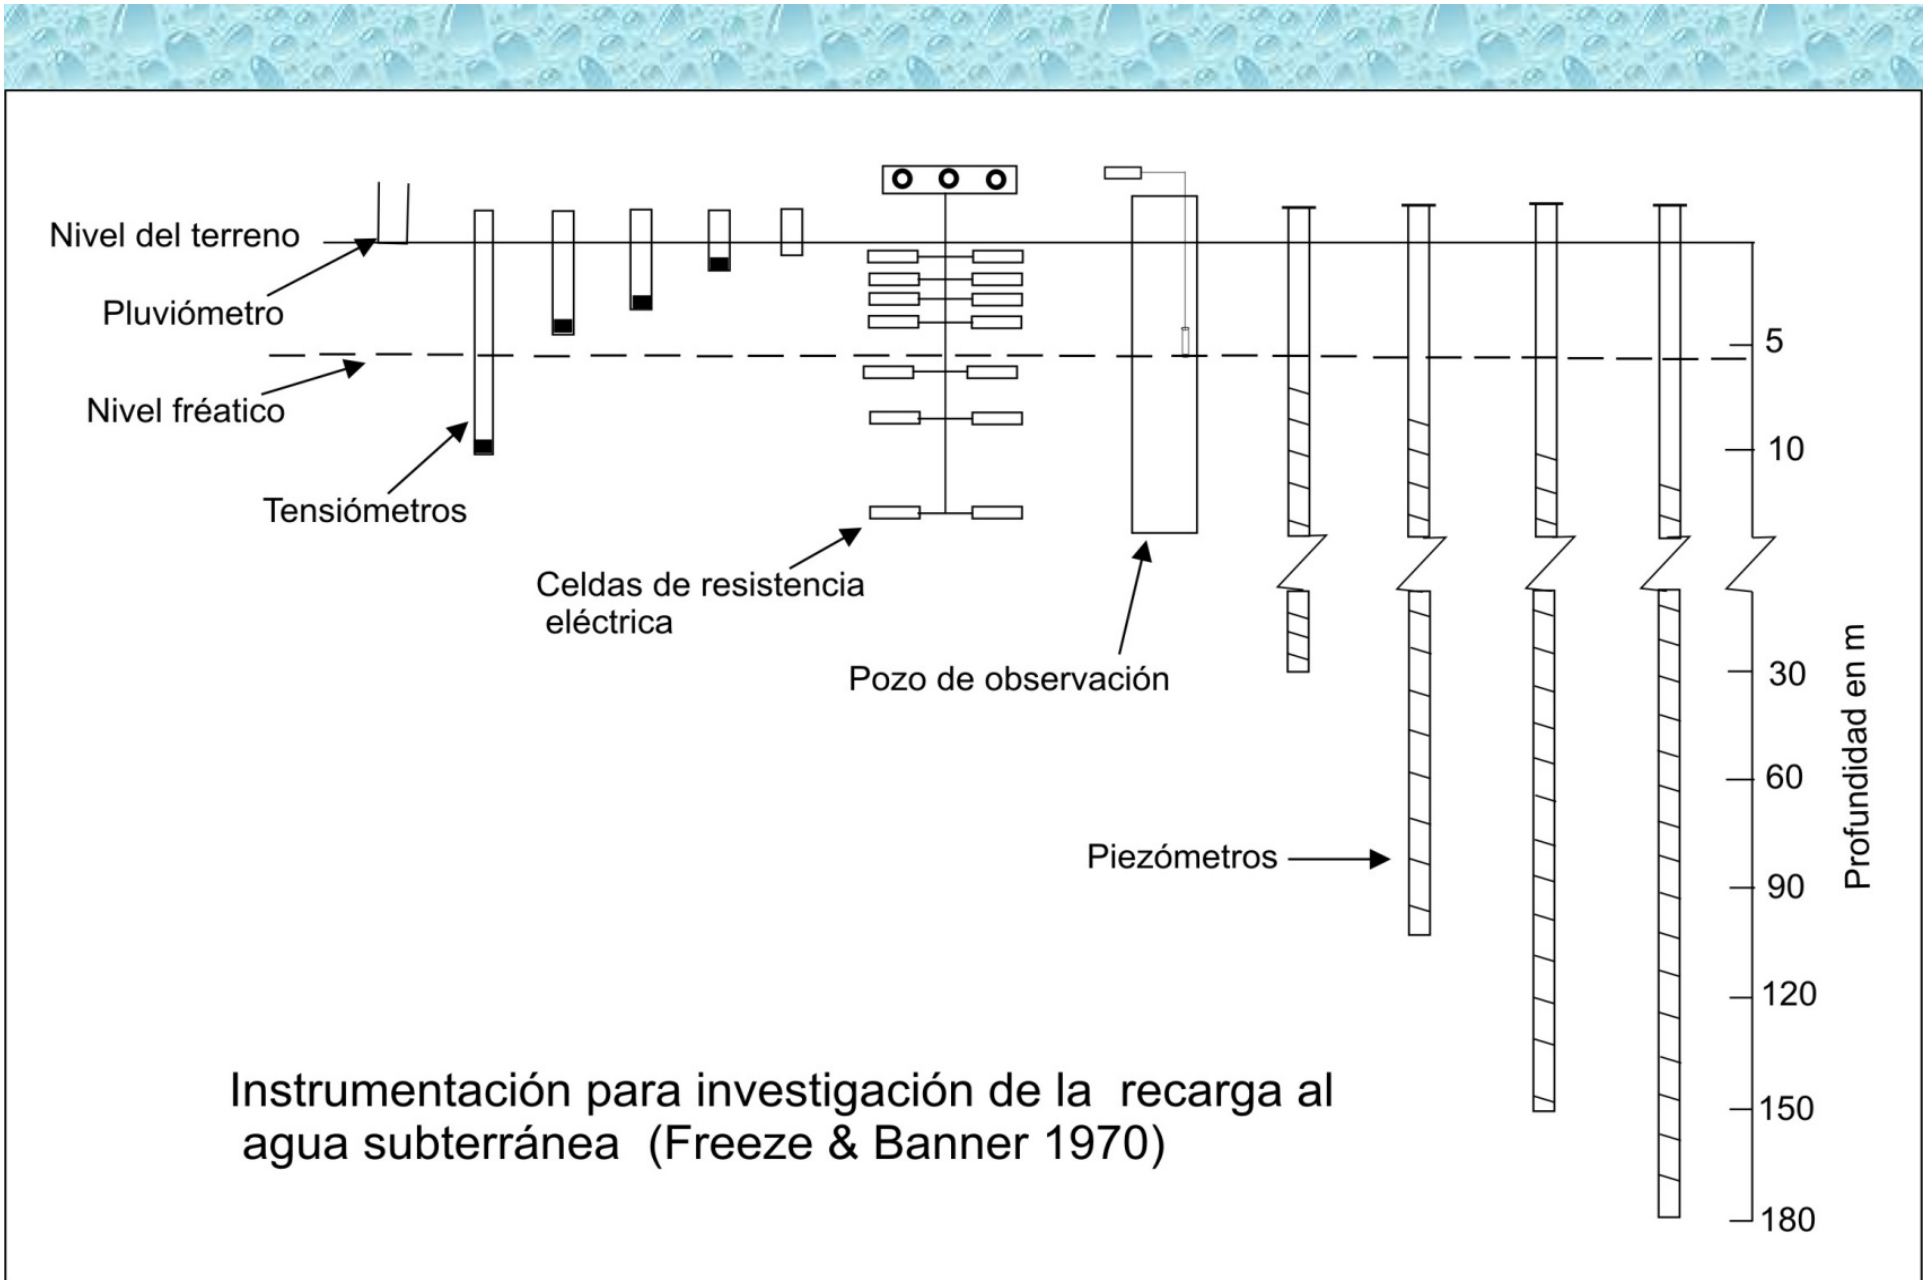 Nivel del terreno
Pluviómetro
Nivel fréatico
Tensiómetros
Celdas de resistencia
eléctrica
Pozo de observación
Piezómetros
5
10
30
60
90
120
150
180
Profundidad en m
Instrumentación para investigación de la recarga al
agua subterránea (Freeze & Banner 1970)